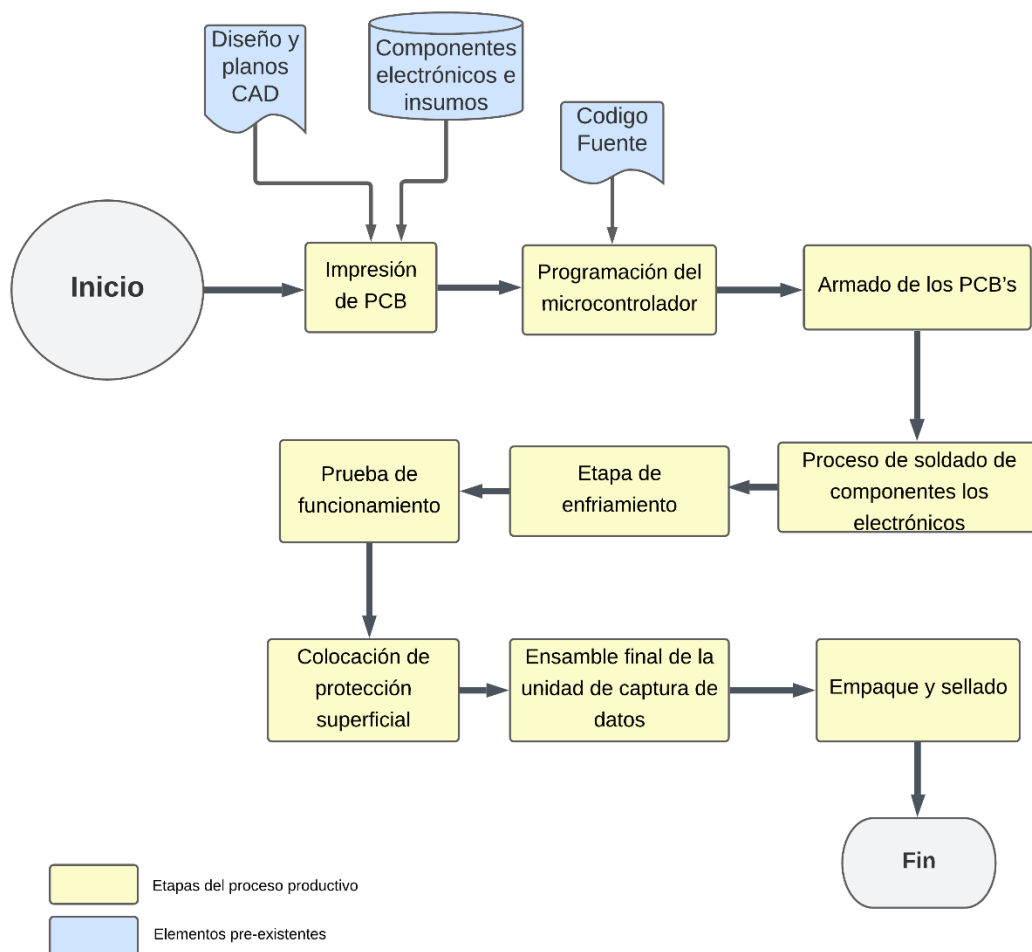 Diseño y
planos
CAD
Componentes
electrónicos e
insumos
Codigo
Fuente
Inicio
Impresión
de PCB
Programación del
microcontrolador
Armado de los PCB's
Proceso de soldado de
componentes los
electrónicos
Etapa de
enfriamiento
Prueba de
funcionamiento
Colocación de
protección
superficial
Ensamble final de la
unidad de captura de
datos
Empaque y sellado
Fin
Etapas del proceso productivo
Elementos pre-existentes